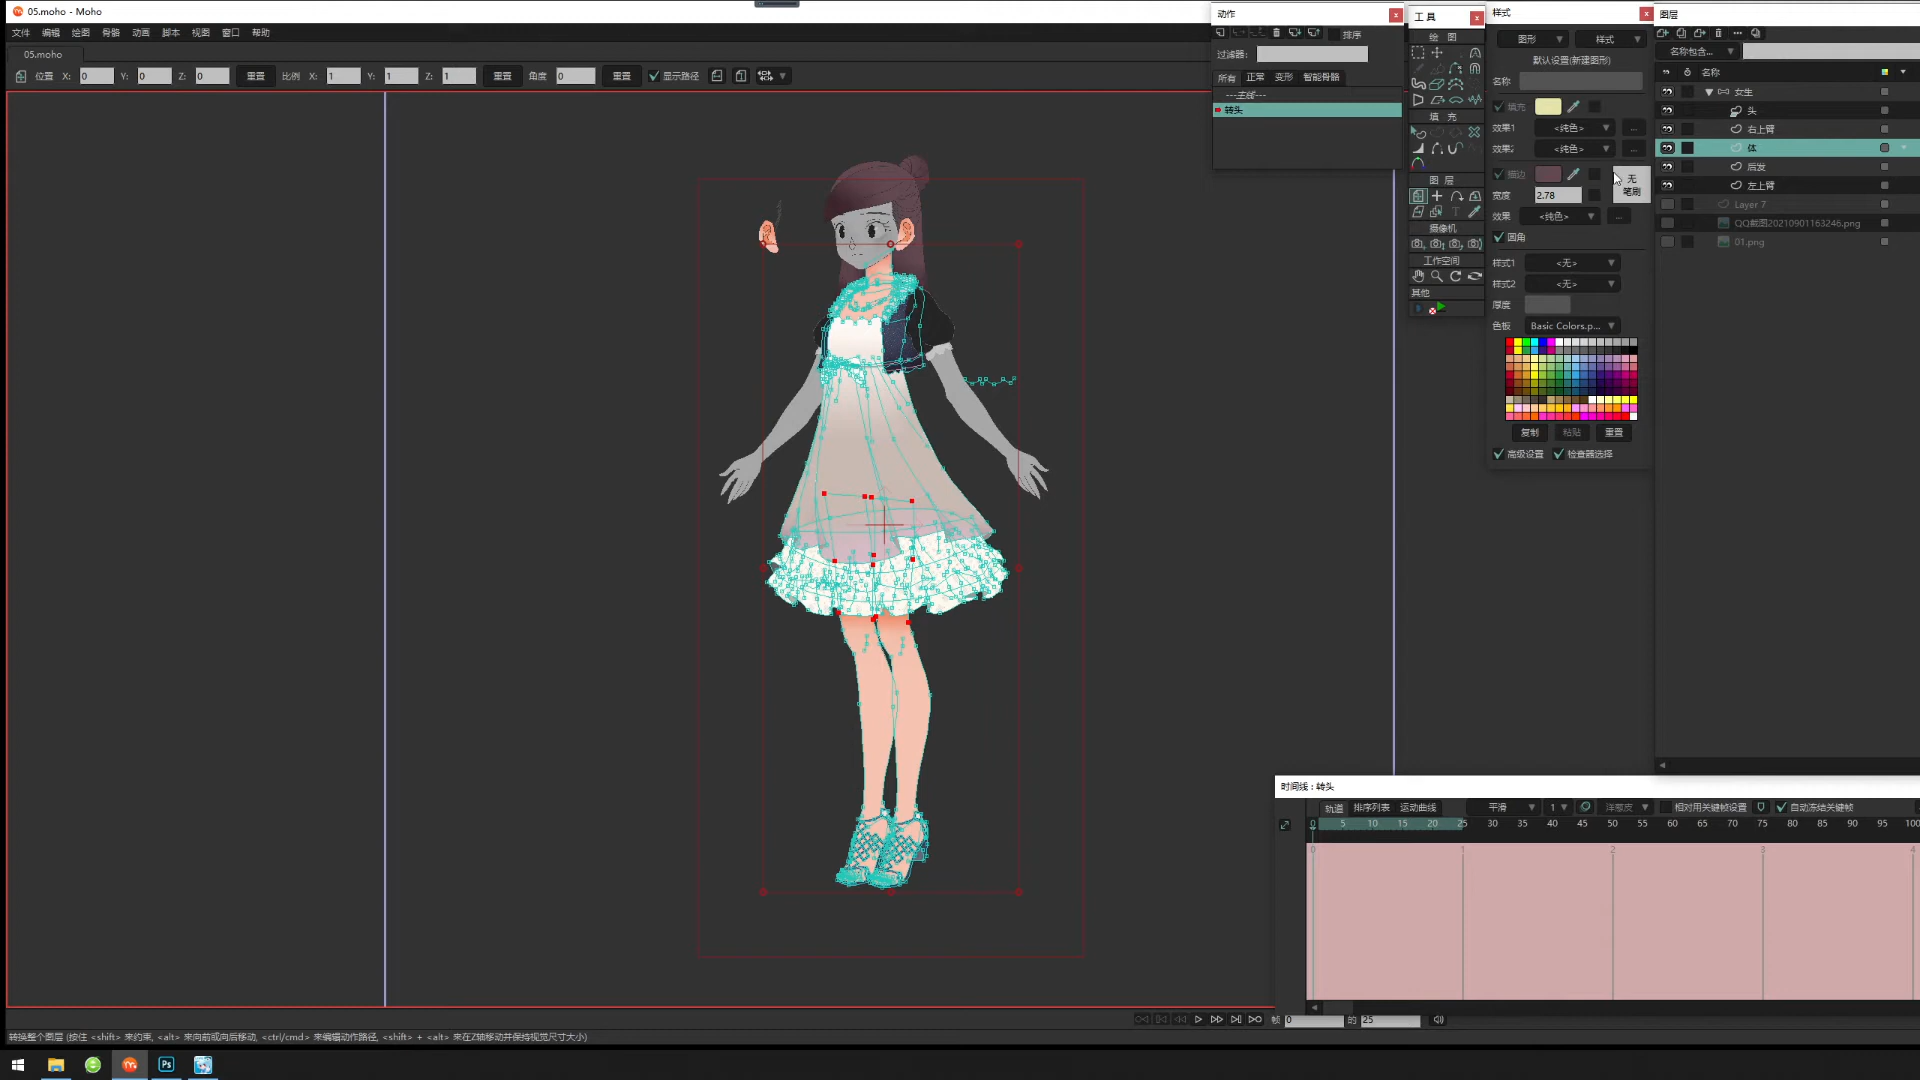 05.moho - Moho
文件 编辑 绘图 骨骼 动画 脚本 视图 窗口 帮助
05.moho
位置 X: 0 Y: 0 Z: 0 重置 比例 X: 1 Y: 1 Z: 1 重置 角度 0 重置 显示路径
动作
排序
过滤器:
所有 正常 变形 智能骨骼
---主线---
转头
工具
绘图
填充
图层
摄像机
工作空间
其他
样式
图形 样式
默认设置(新建图形)
名称
填充
效果1 <纯色> ...
效果2 <纯色> ...
描边
无
笔刷
宽度 2.78
效果 <纯色> ...
圆角
样式1 <无>
样式2 <无>
厚度
色板 Basic Colors.p...
复制 粘贴 重置
高级设置 检查器选择
图层
名称包含...
名称
女生
头
右上臂
体
后发
左上臂
Layer 7
QQ截图20210901163246.png
01.png
时间线 : 转头
轨道 排序列表 运动曲线 平滑 1 洋葱皮 相对用关键帧设置 自动冻结关键帧
0 5 10 15 20 25 30 35 40 45 50 55 60 65 70 75 80 85 90 95 100
0 1 2 3 4
帧 0 的 25
转换整个图层 (按住 <shift> 来约束, <alt> 来向前或向后移动, <ctrl/cmd> 来编辑动作路径, <shift> + <alt> 来在Z轴移动并保持视觉尺寸大小)
Ps